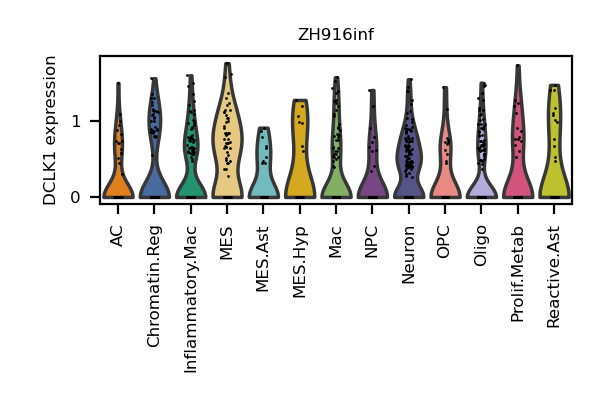 ZH916inf
DCLK1 expression
1
0
AC
Chromatin.Reg
Inflammatory.Mac
MES
MES.Ast
MES.Hyp
Mac
NPC
Neuron
OPC
Oligo
Prolif.Metab
Reactive.Ast